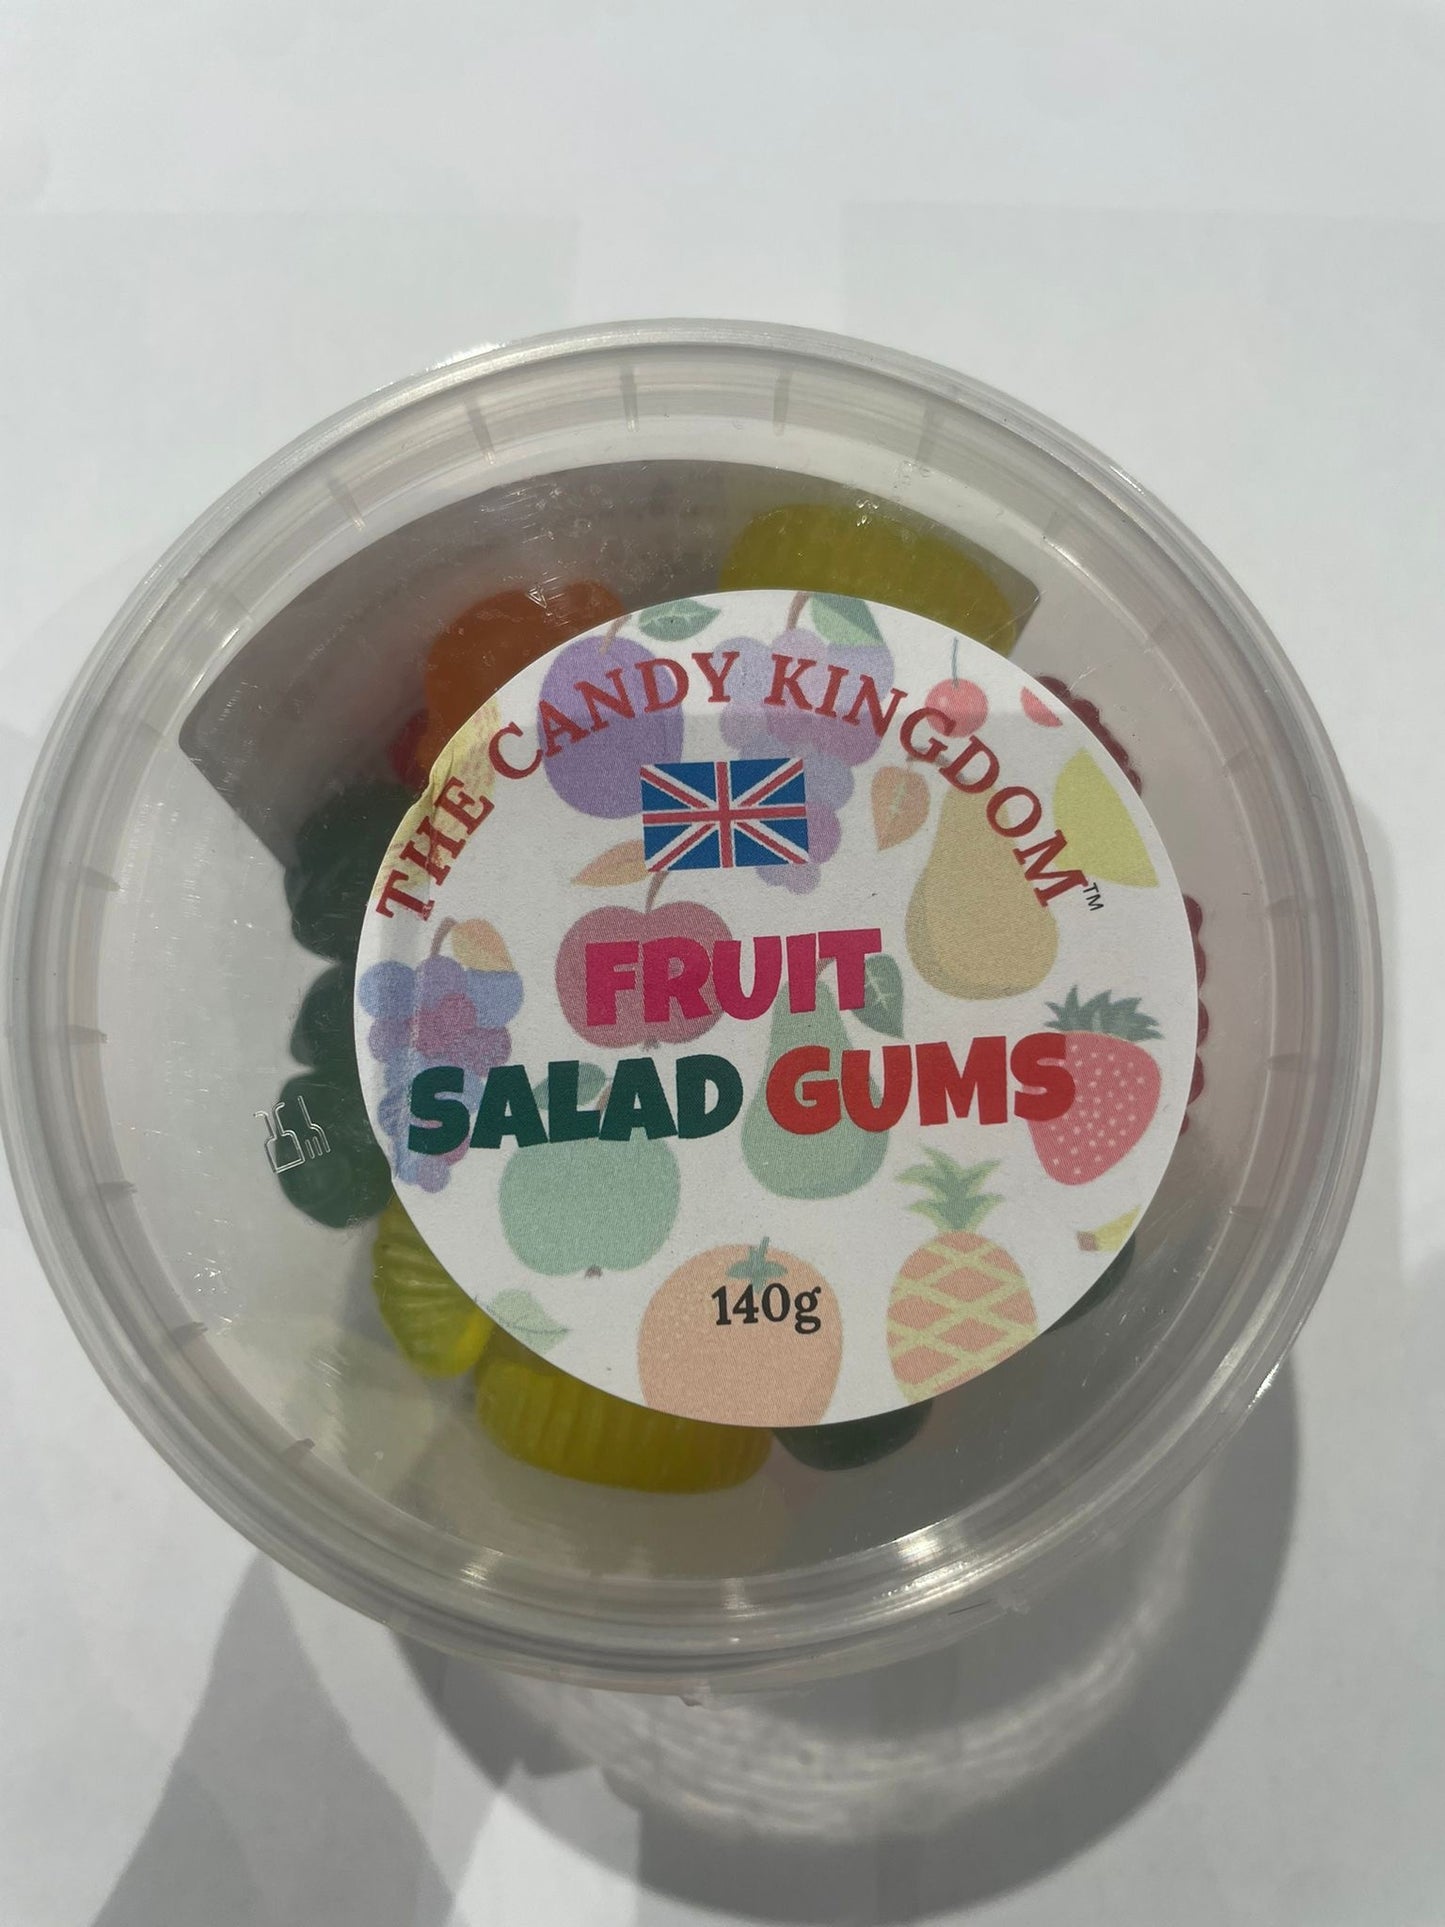 THE CANDY KINGDOM™
FRUIT
SALAD GUMS
140g